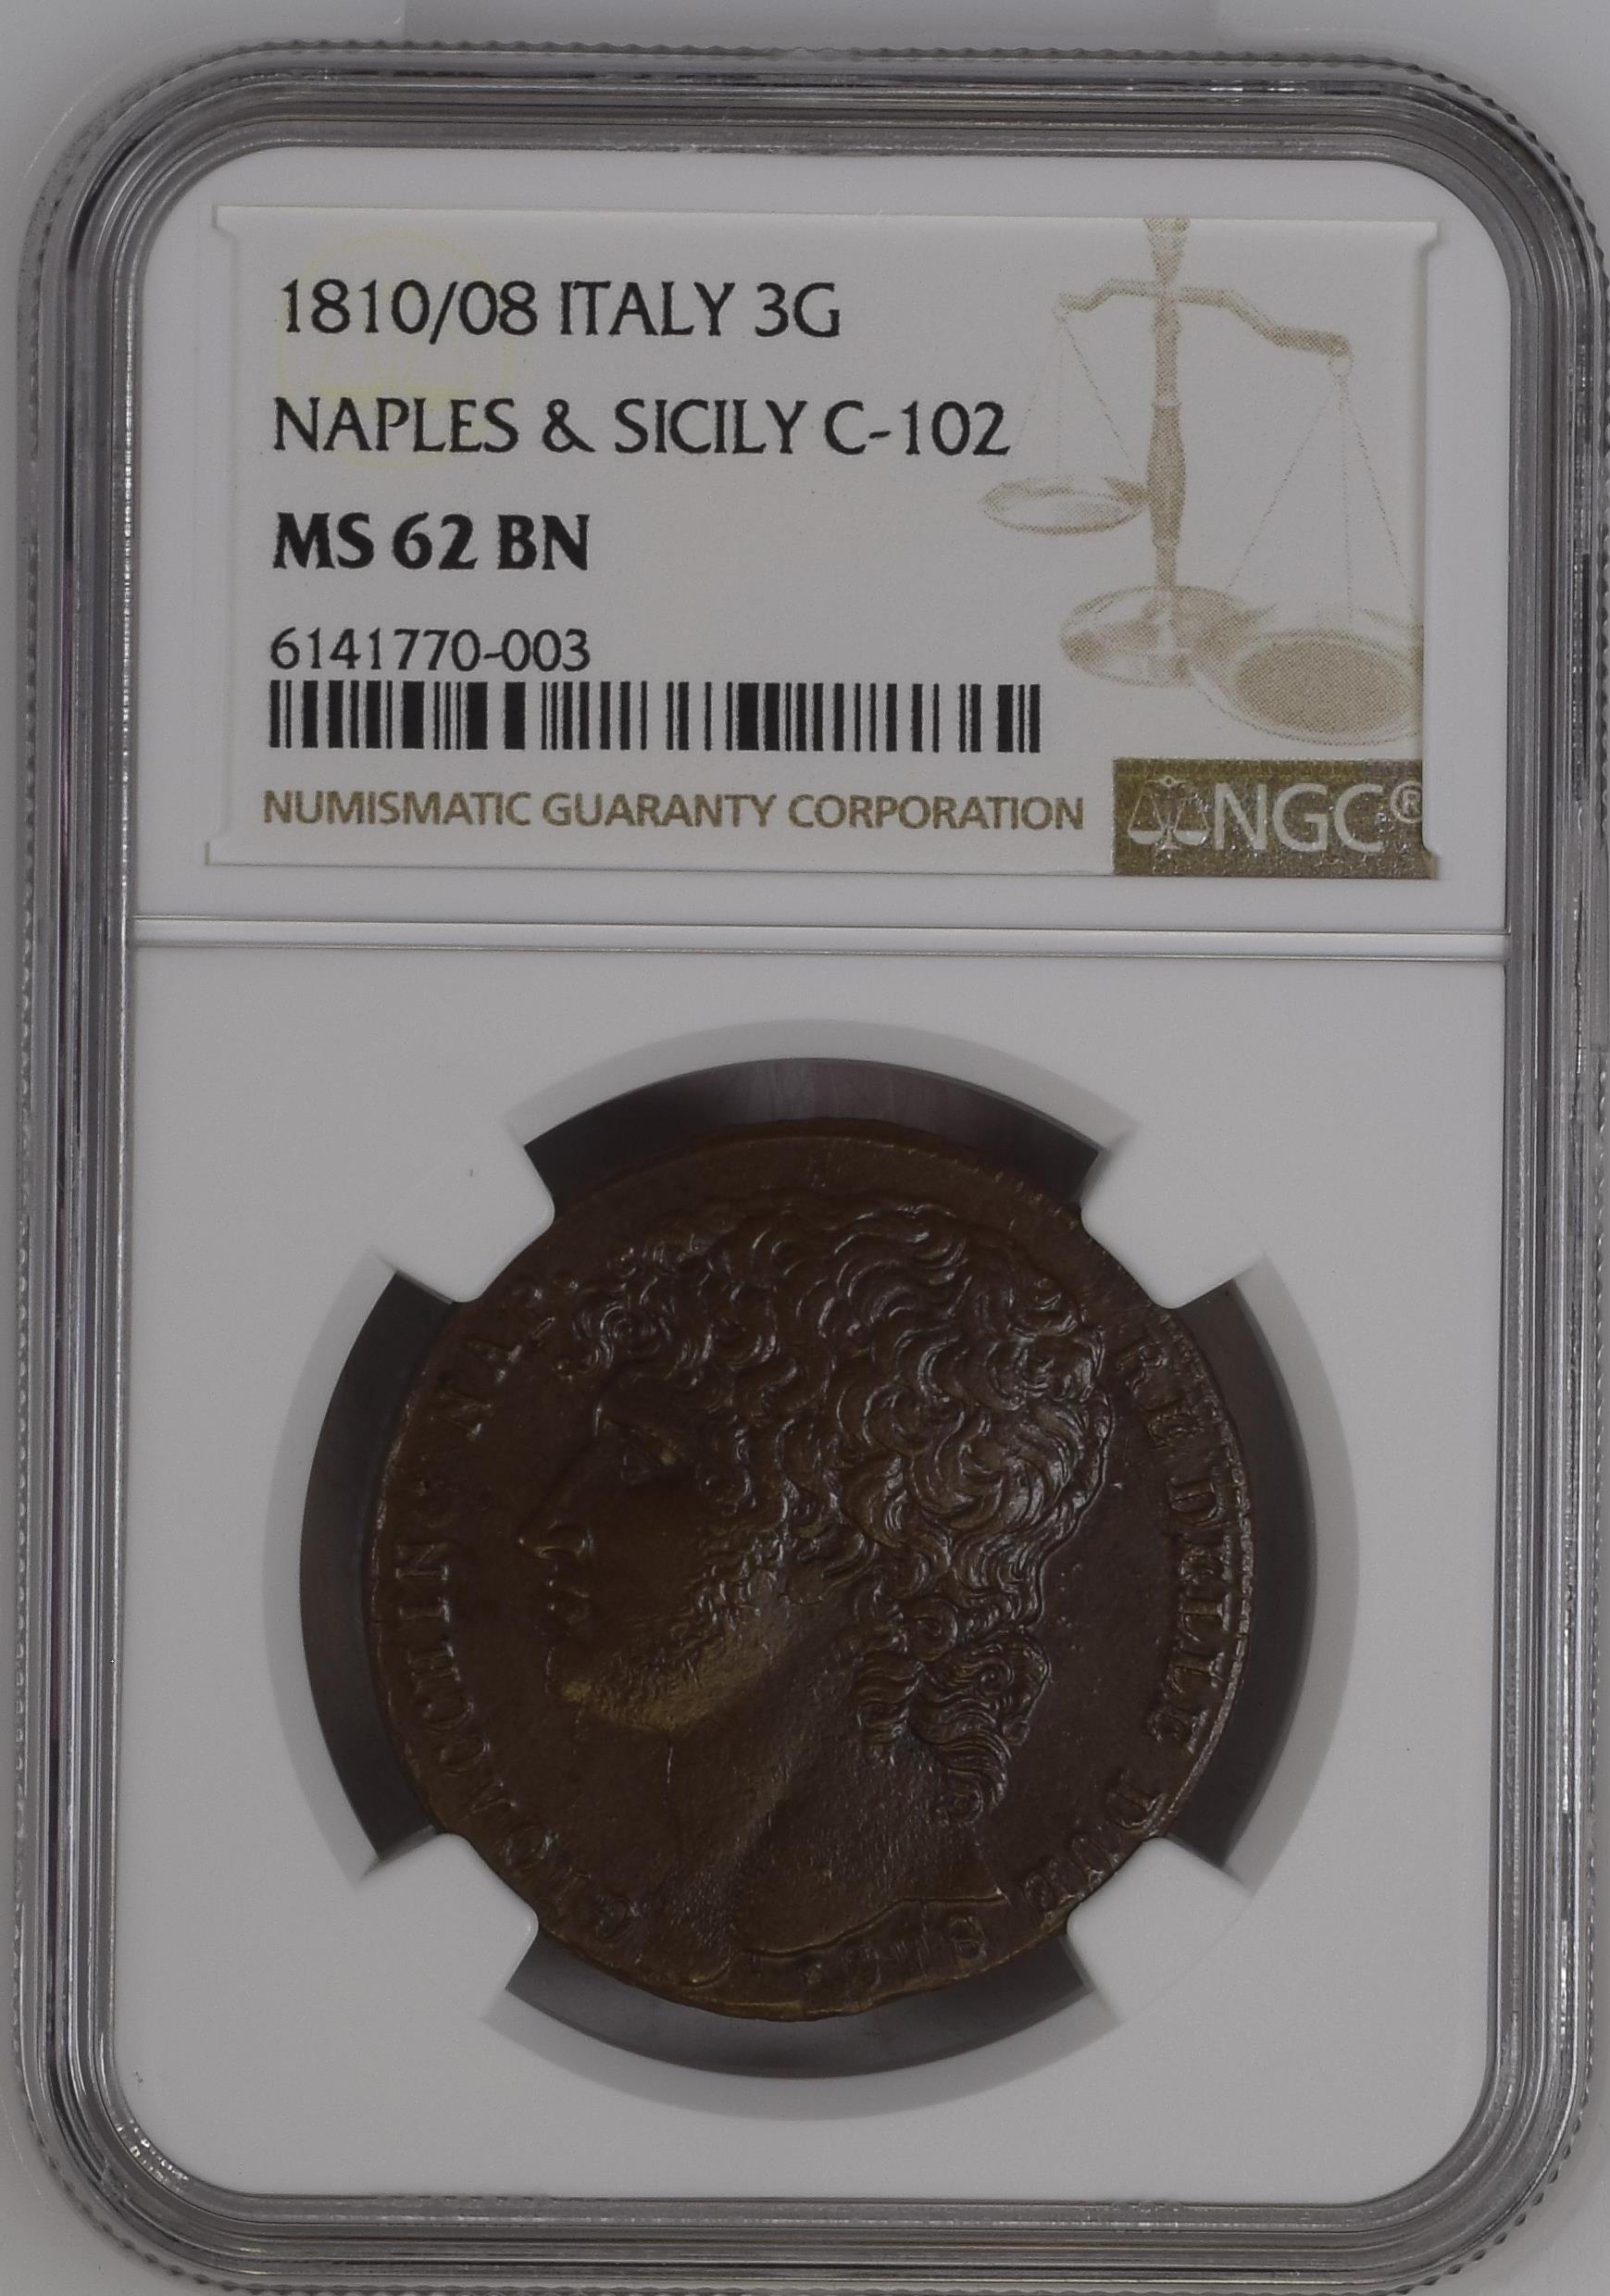 1810/08 ITALY 3G
NAPLES & SICILY C-102
MS 62 BN
6141770-003
NUMISMATIC GUARANTY CORPORATION
NGC®
GIOACCHINO NAP. RE DELLE DUE